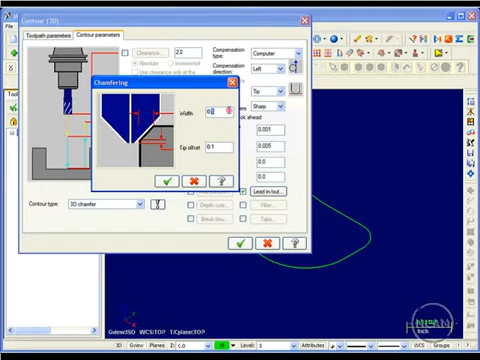 Contour (3D)
File
Toolpath parameters
Contour parameters
Clearance...
2.0
Absolute
Incremental
Use clearance only at the
Compensation type:
Computer
Compensation direction:
Left
Tip
Sharp
look ahead
0.001
0.005
0.0
0.0
Chamfering
Width
0.
Tip offset
0.1
Lead in/out...
Depth cuts...
Filter...
Break thru...
Tabs...
Contour type:
3D chamfer
Gview:ISO WCS:TOP T/Cplane:TOP
Inch
3D
Gview
Planes
Z
0.0
Level:
5
Attributes
WCS
Groups